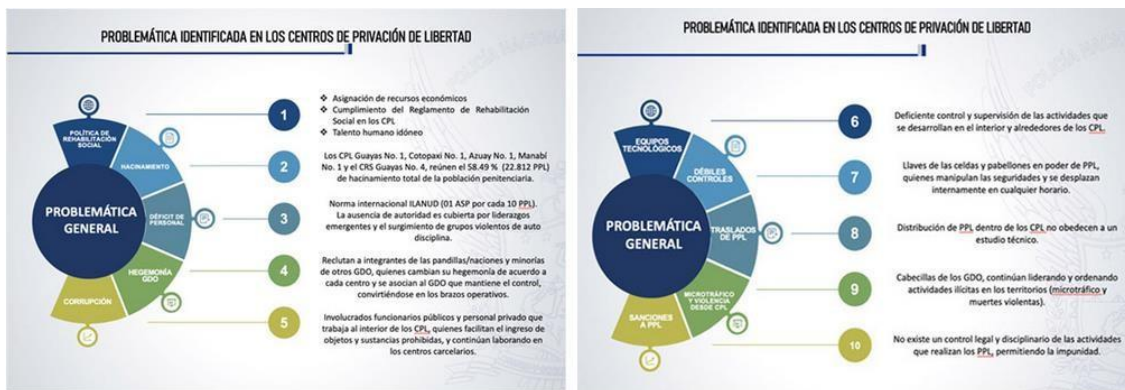 PROBLEMÁTICA IDENTIFICADA EN LOS CENTROS DE PRIVACIÓN DE LIBERTAD
POLÍTICA DE
REHABILITACIÓN
SOCIAL
HACINAMIENTO
DÉFICIT DE
PERSONAL
HEGEMONÍA
GDO
CORRUPCIÓN
PROBLEMÁTICA
GENERAL
1
❖ Asignación de recursos económicos
❖ Cumplimiento del Reglamento de Rehabilitación
Social en los CPL
❖ Talento humano idóneo
2
Los CPL Guayas No. 1, Cotopaxi No. 1, Azuay No. 1, Manabí
No. 1 y el CRS Guayas No. 4, reúnen el 58.49 % (22.812 PPL)
de hacinamiento total de la población penitenciaria.
3
Norma internacional ILANUD (01 ASP por cada 10 PPL).
La ausencia de autoridad es cubierta por liderazgos
emergentes y el surgimiento de grupos violentos de auto
disciplina.
4
Reclutan a integrantes de las pandillas/naciones y minorías
de otros GDO, quienes cambian su hegemonía de acuerdo a
cada centro y se asocian al GDO que mantiene el control,
convirtiéndose en los brazos operativos.
5
Involucrados funcionarios públicos y personal privado que
trabaja al interior de los CPL, quienes facilitan el ingreso de
objetos y sustancias prohibidas, y continúan laborando en
los centros carcelarios.
PROBLEMÁTICA IDENTIFICADA EN LOS CENTROS DE PRIVACIÓN DE LIBERTAD
EQUIPOS
TECNOLÓGICOS
DÉBILES
CONTROLES
TRASLADOS
DE PPL
MICROTRÁFICO
Y VIOLENCIA
DESDE CPL
SANCIONES
A PPL
PROBLEMÁTICA
GENERAL
6
Deficiente control y supervisión de las actividades que
se desarrollan en el interior y alrededores de los CPL.
7
Llaves de las celdas y pabellones en poder de PPL,
quienes manipulan las seguridades y se desplazan
internamente en cualquier horario.
8
Distribución de PPL dentro de los CPL no obedecen a un
estudio técnico.
9
Cabecillas de los GDO, continúan liderando y ordenando
actividades ilícitas en los territorios (microtráfico y
muertes violentas).
10
No existe un control legal y disciplinario de las actividades
que realizan los PPL, permitiendo la impunidad.